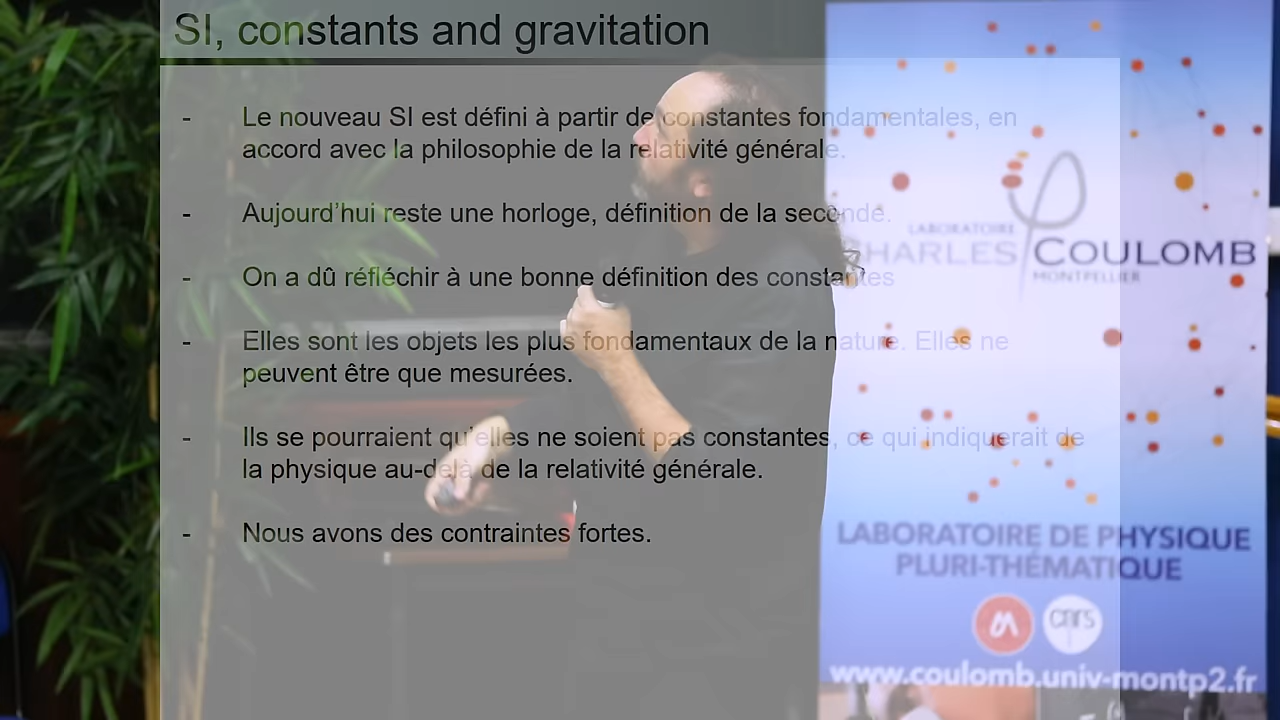 SI, constants and gravitation
- Le nouveau SI est défini à partir de constantes fondamentales, en
accord avec la philosophie de la relativité générale.
- Aujourd'hui reste une horloge, définition de la seconde.
- On a dû réfléchir à une bonne définition des constantes
- Elles sont les objets les plus fondamentaux de la nature. Elles ne
peuvent être que mesurées.
- Ils se pourraient qu'elles ne soient pas constantes, ce qui indiquerait de
la physique au-delà de la relativité générale.
- Nous avons des contraintes fortes.
LABORATOIRE
CHARLES COULOMB
MONTPELLIER
LABORATOIRE DE PHYSIQUE
PLURI-THÉMATIQUE
cnrs
www.coulomb.univ-montp2.fr